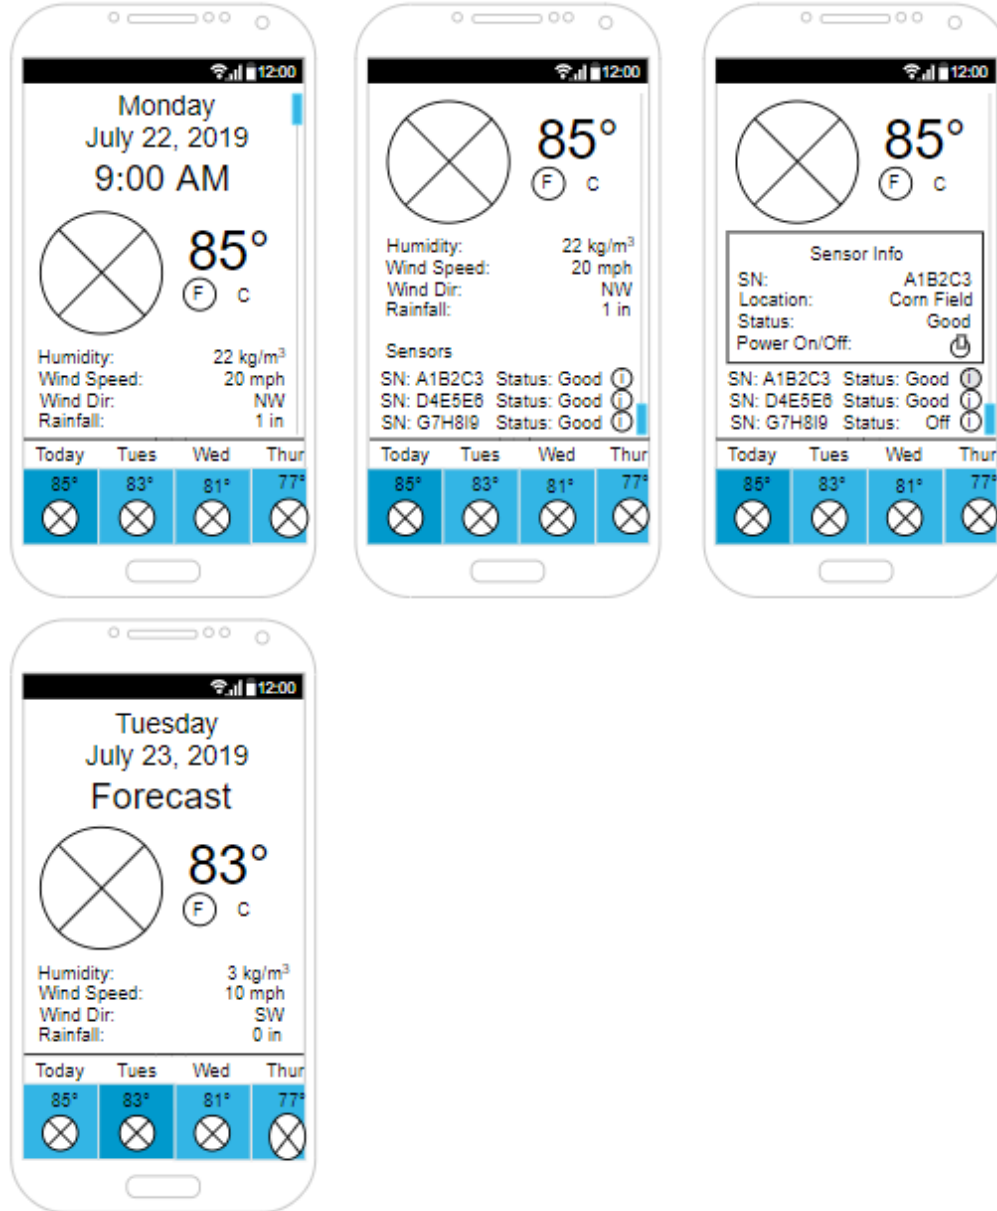 12:00
Monday
July 22, 2019
9:00 AM
85°
F C
Humidity: 22 kg/m³
Wind Speed: 20 mph
Wind Dir: NW
Rainfall: 1 in
Today Tues Wed Thur
85° 83° 81° 77°
12:00
85°
F C
Humidity: 22 kg/m³
Wind Speed: 20 mph
Wind Dir: NW
Rainfall: 1 in
Sensors
SN: A1B2C3 Status: Good i
SN: D4E5E6 Status: Good i
SN: G7H8I9 Status: Good i
Today Tues Wed Thur
85° 83° 81° 77°
12:00
85°
F C
Sensor Info
SN: A1B2C3
Location: Corn Field
Status: Good
Power On/Off:
SN: A1B2C3 Status: Good i
SN: D4E5E6 Status: Good i
SN: G7H8I9 Status: Off i
Today Tues Wed Thur
85° 83° 81° 77°
12:00
Tuesday
July 23, 2019
Forecast
83°
F C
Humidity: 3 kg/m³
Wind Speed: 10 mph
Wind Dir: SW
Rainfall: 0 in
Today Tues Wed Thur
85° 83° 81° 77°